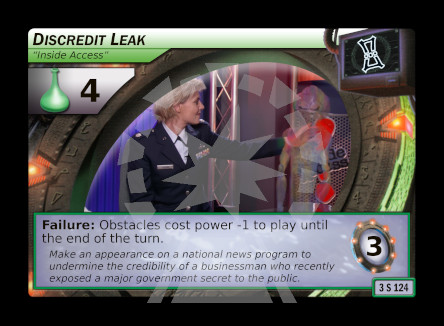 DISCREDIT LEAK
"Inside Access"
4
Failure: Obstacles cost power -1 to play until
the end of the turn.
3
Make an appearance on a national news program to
undermine the credibility of a businessman who recently
exposed a major government secret to the public.
3 S 124